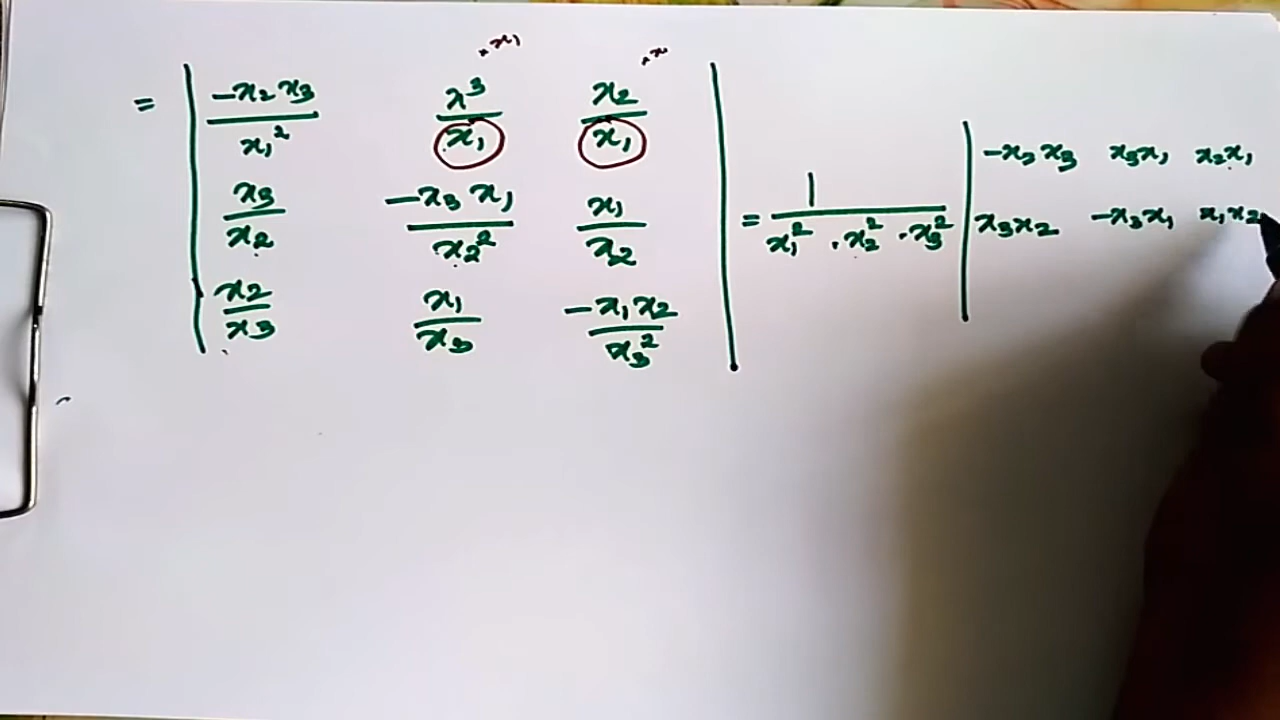 = | -x₂x₃/x₁² x³/x₁ x₂/x₁ | = 1/(x₁² . x₂² . x₃²) | -x₂x₃ x₃x₁ x₂x₁
x₃/x₂ -x₃x₁/x₂² x₁/x₂ x₃x₂ -x₃x₁ x₁x₂
x₂/x₃ x₁/x₃ -x₁x₂/x₃²